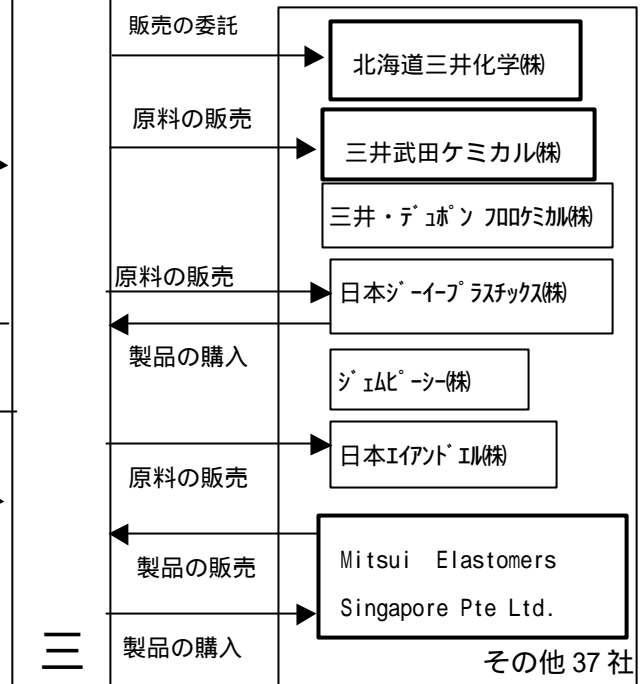 販売の委託
北海道三井化学㈱
原料の販売
三井武田ケミカル㈱
三井・ﾃﾞｭﾎﾟﾝ ﾌﾛﾛｹﾐｶﾙ㈱
原料の販売
日本ｼﾞｰｲｰﾌﾟﾗｽﾁｯｸｽ㈱
製品の購入
ｼﾞｪﾑﾋﾟｰｼｰ㈱
日本ｴｲｱﾝﾄﾞｴﾙ㈱
原料の販売
製品の販売
Mitsui Elastomers
Singapore Pte Ltd.
三
製品の購入
その他 37 社